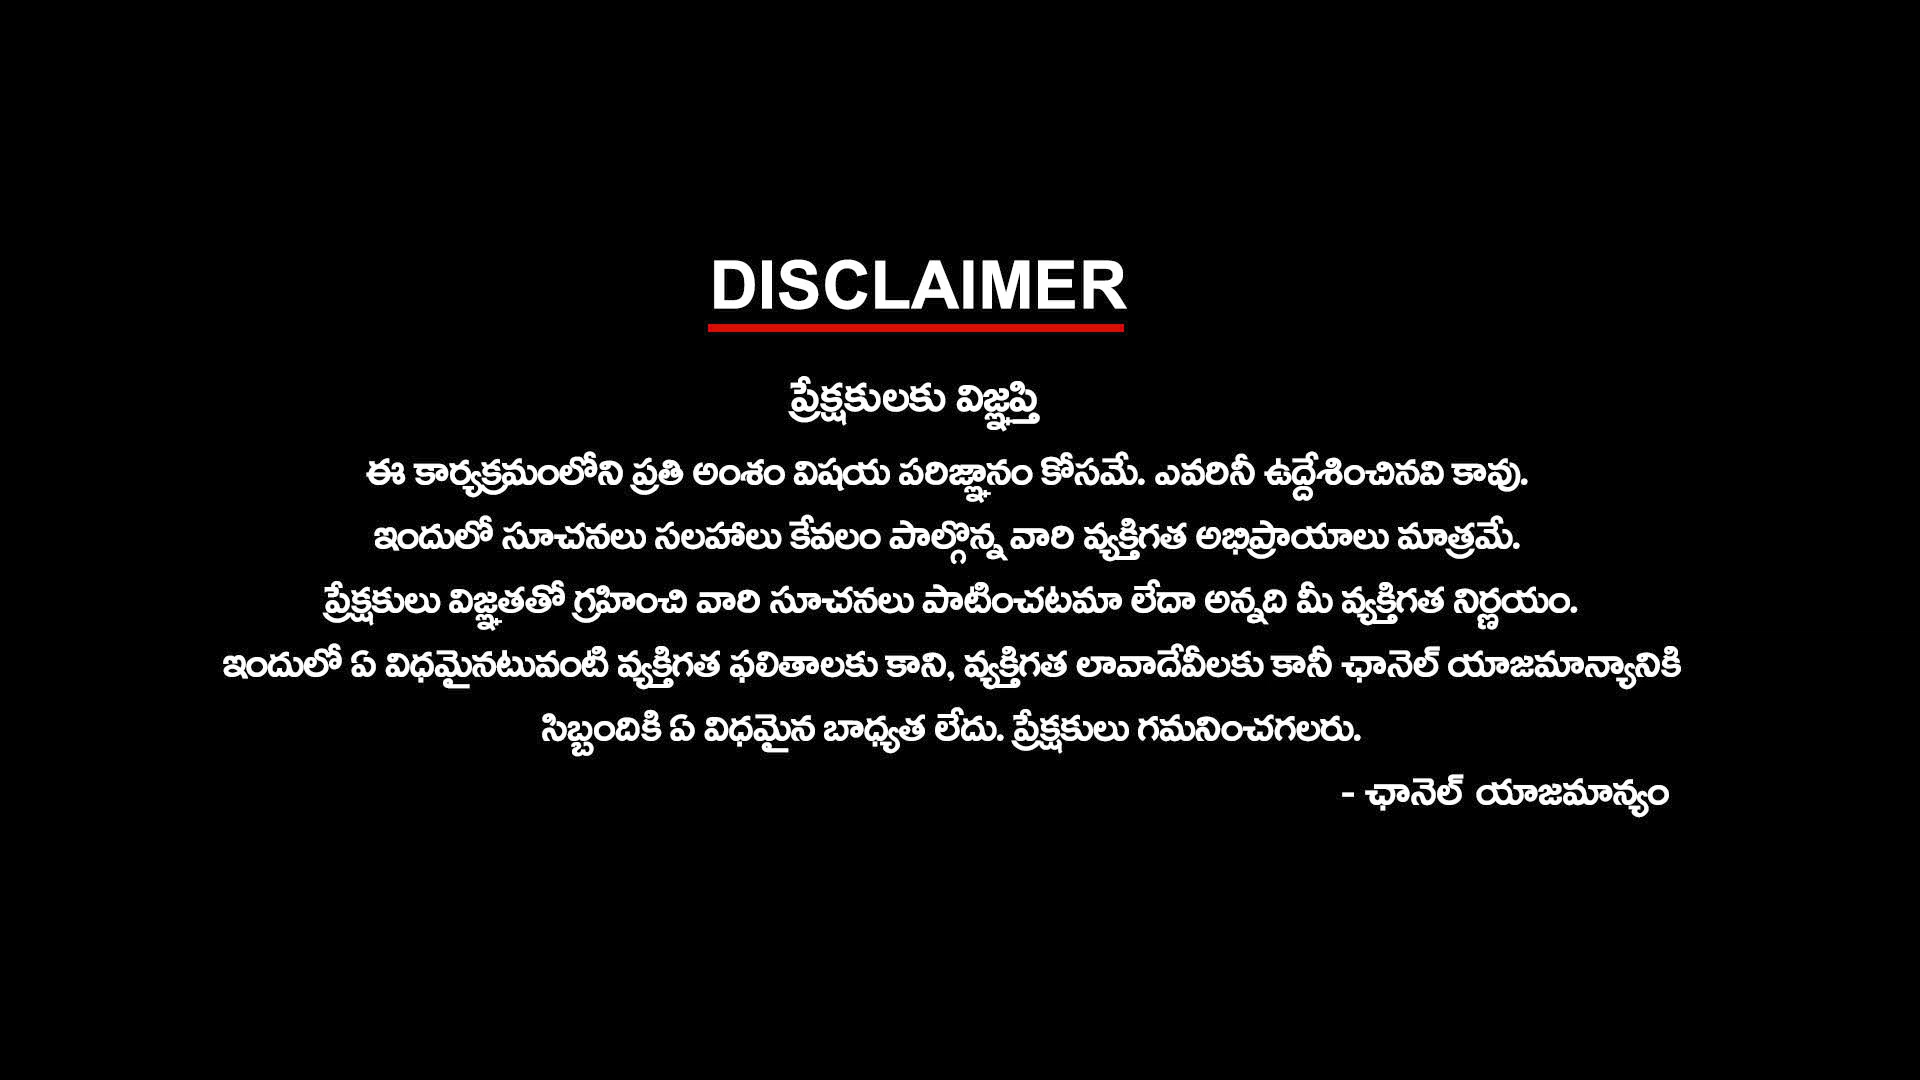 DISCLAIMER
ప్రేక్షకులకు విజ్ఞప్తి
ఈ కార్యక్రమంలోని ప్రతి అంశం విషయ పరిజ్ఞానం కోసమే. ఎవరినీ ఉద్దేశించినవి కావు.
ఇందులో సూచనలు సలహాలు కేవలం పాల్గొన్న వారి వ్యక్తిగత అభిప్రాయాలు మాత్రమే.
ప్రేక్షకులు విజ్ఞతతో గ్రహించి వారి సూచనలు పాటించటమా లేదా అన్నది మీ వ్యక్తిగత నిర్ణయం.
ఇందులో ఏ విధమైనటువంటి వ్యక్తిగత ఫలితాలకు కాని, వ్యక్తిగత లావాదేవీలకు కానీ ఛానెల్ యాజమాన్యానికి
సిబ్బందికి ఏ విధమైన బాధ్యత లేదు. ప్రేక్షకులు గమనించగలరు.
- ఛానెల్ యాజమాన్యం